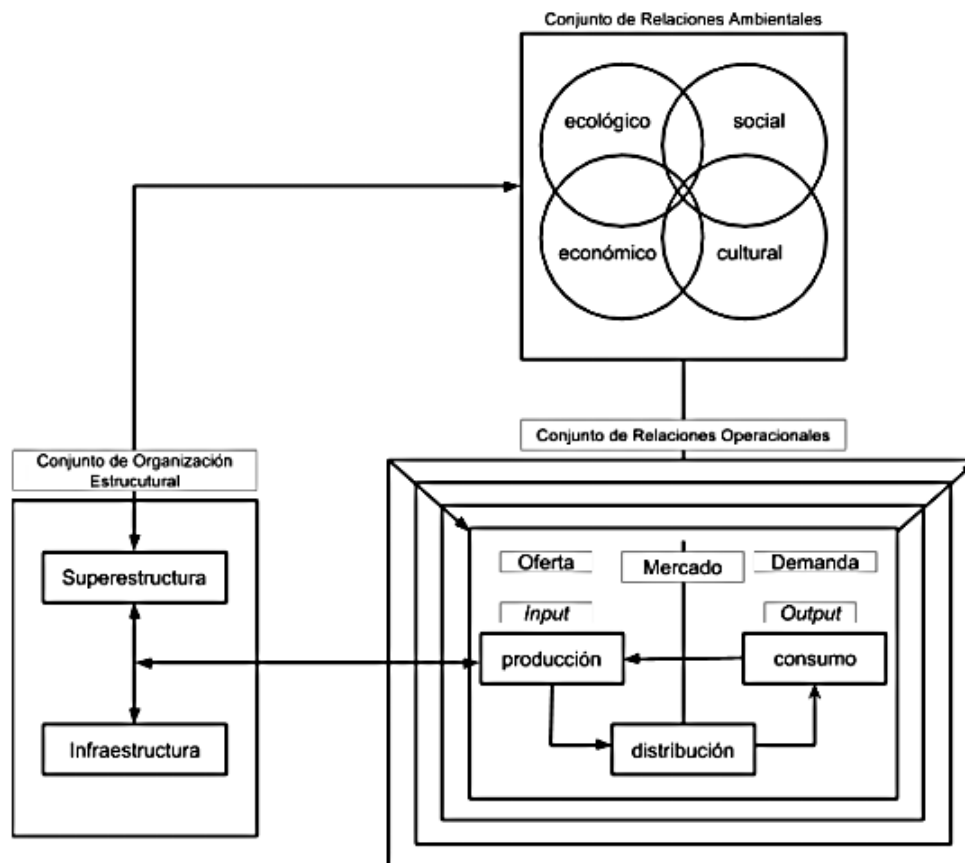 Conjunto de Relaciones Ambientales
ecológico
social
económico
cultural
Conjunto de Relaciones Operacionales
Conjunto de Organización
Estrucutural
Superestructura
Infraestructura
Oferta
Mercado
Demanda
Input
Output
producción
consumo
distribución